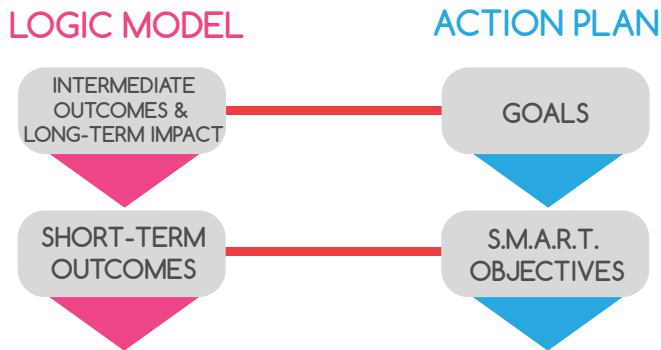 LOGIC MODEL
ACTION PLAN
INTERMEDIATE
OUTCOMES &
LONG-TERM IMPACT
GOALS
SHORT-TERM
OUTCOMES
S.M.A.R.T.
OBJECTIVES